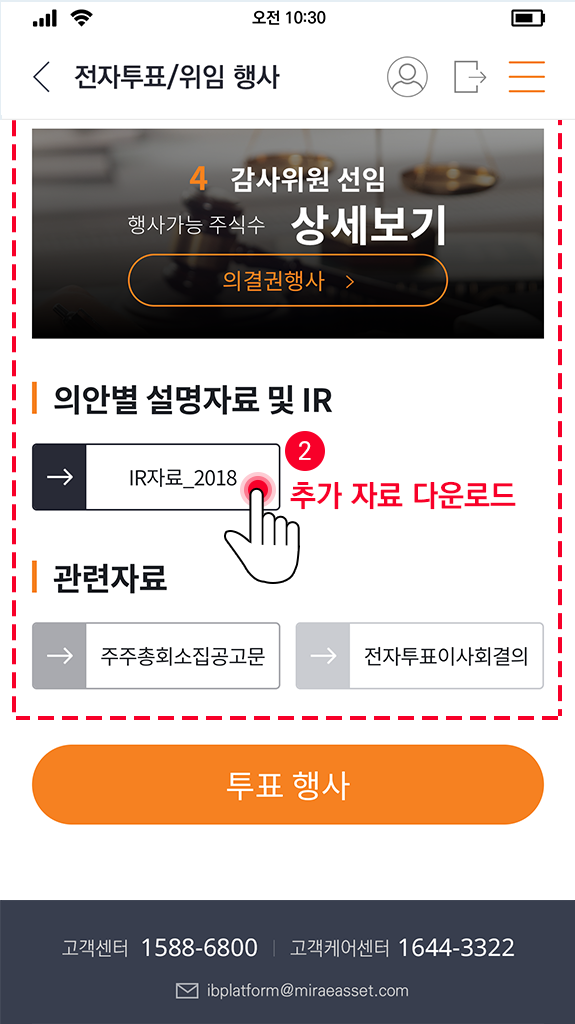 오전 10:30
전자투표/위임 행사
4 감사위원 선임
행사가능 주식수 상세보기
의결권행사 >
의안별 설명자료 및 IR
IR자료_2018
2
추가 자료 다운로드
관련자료
주주총회소집공고문 전자투표이사회결의
투표 행사
고객센터 1588-6800 | 고객케어센터 1644-3322
ibplatform@miraeasset.com